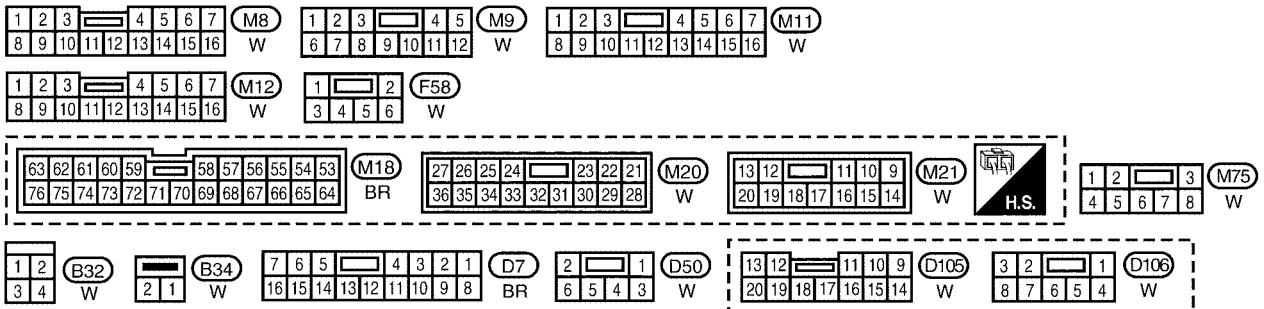 1 2 3 4 5 6 7 M8
8 9 10 11 12 13 14 15 16 W
1 2 3 4 5 M9
6 7 8 9 10 11 12 W
1 2 3 4 5 6 7 M11
8 9 10 11 12 13 14 15 16 W
1 2 3 4 5 6 7 M12
8 9 10 11 12 13 14 15 16 W
1 2 F58
3 4 5 6 W
63 62 61 60 59 58 57 56 55 54 53 M18
76 75 74 73 72 71 70 69 68 67 66 65 64 BR
27 26 25 24 23 22 21 M20
36 35 34 33 32 31 30 29 28 W
13 12 11 10 9 M21
20 19 18 17 16 15 14 W
H.S.
1 2 3 M75
4 5 6 7 8 W
1 2 B32
3 4 W
B34
2 1 W
7 6 5 4 3 2 1 D7
16 15 14 13 12 11 10 9 8 BR
2 1 D50
6 5 4 3 W
13 12 11 10 9 D105
20 19 18 17 16 15 14 W
3 2 1 D106
8 7 6 5 4 W